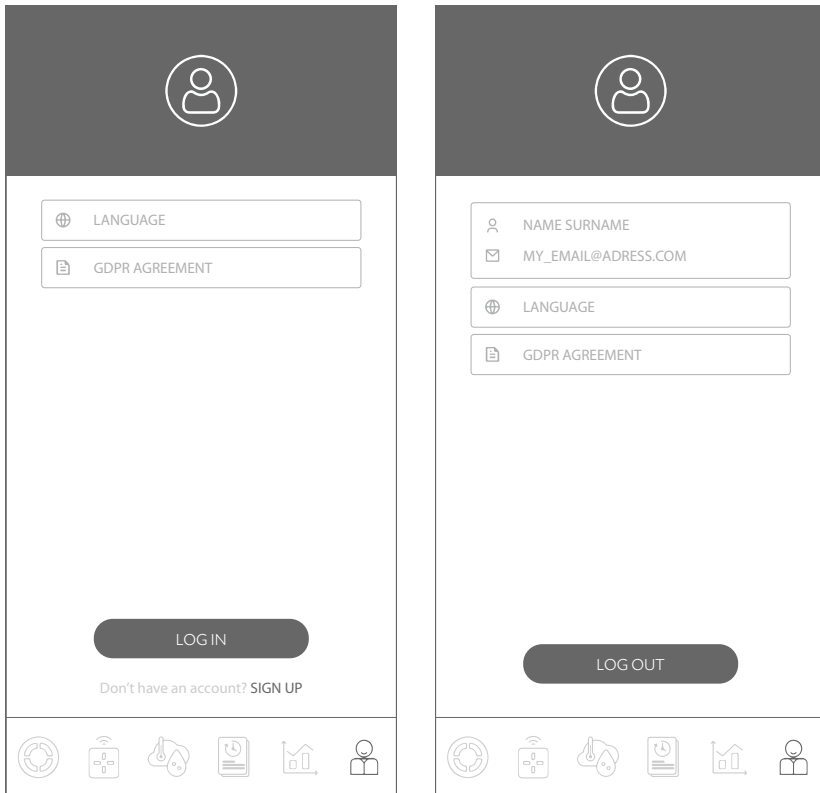 LANGUAGE
GDPR AGREEMENT
LOG IN
Don't have an account? SIGN UP
NAME SURNAME
MY_EMAIL@ADRESS.COM
LANGUAGE
GDPR AGREEMENT
LOG OUT